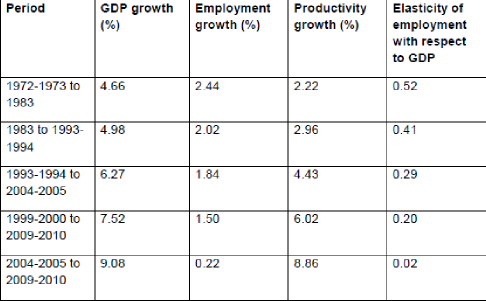 Period GDP growth Employment Productivity Elasticity of
(%) growth (%) growth (%) employment
with respect
to GDP
1972-1973 to 4.66 2.44 2.22 0.52
1983
1983 to 1993- 4.98 2.02 2.96 0.41
1994
1993-1994 to 6.27 1.84 4.43 0.29
2004-2005
1999-2000 to 7.52 1.50 6.02 0.20
2009-2010
2004-2005 to 9.08 0.22 8.86 0.02
2009-2010